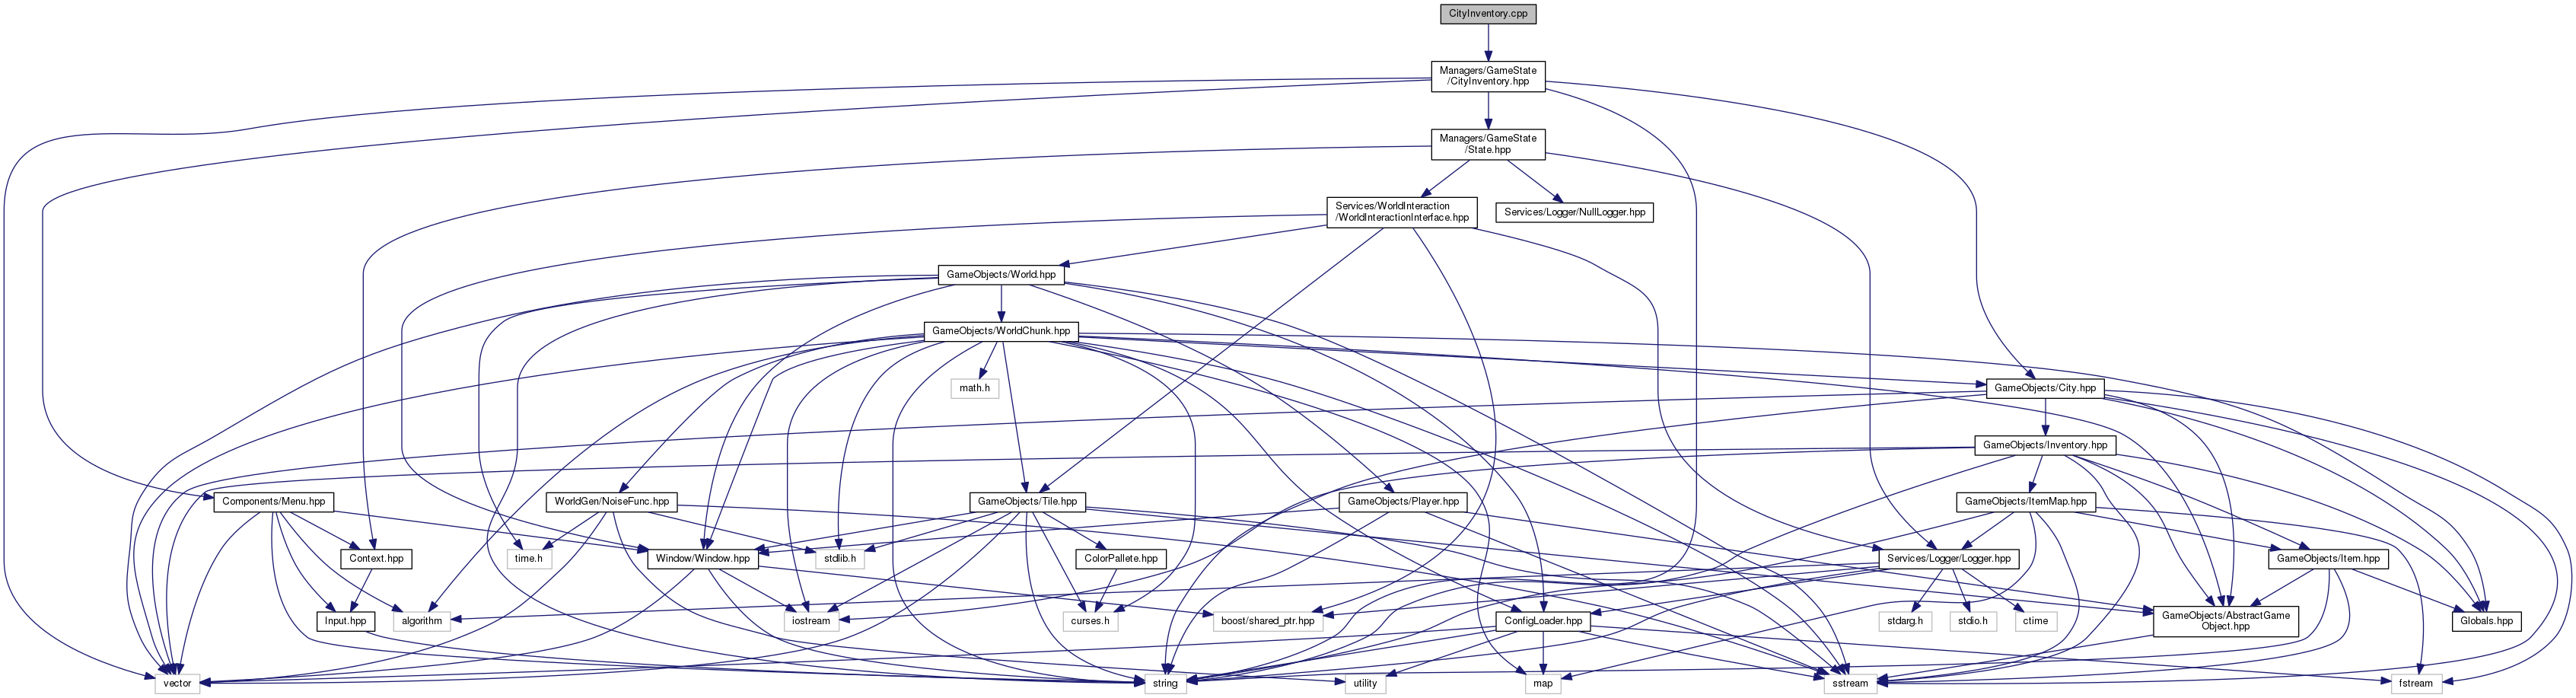 CityInventory.cpp
Managers/GameState
/CityInventory.hpp
Managers/GameState
/State.hpp
Services/WorldInteraction
/WorldInteractionInterface.hpp
Services/Logger/NullLogger.hpp
GameObjects/World.hpp
GameObjects/WorldChunk.hpp
math.h
GameObjects/City.hpp
GameObjects/Inventory.hpp
Components/Menu.hpp
WorldGen/NoiseFunc.hpp
GameObjects/Tile.hpp
GameObjects/Player.hpp
GameObjects/ItemMap.hpp
Context.hpp
time.h
Window/Window.hpp
stdlib.h
ColorPallete.hpp
Services/Logger/Logger.hpp
GameObjects/Item.hpp
Input.hpp
algorithm
iostream
curses.h
boost/shared_ptr.hpp
ConfigLoader.hpp
stdarg.h
stdio.h
ctime
GameObjects/AbstractGame
Object.hpp
Globals.hpp
vector
string
utility
map
sstream
fstream